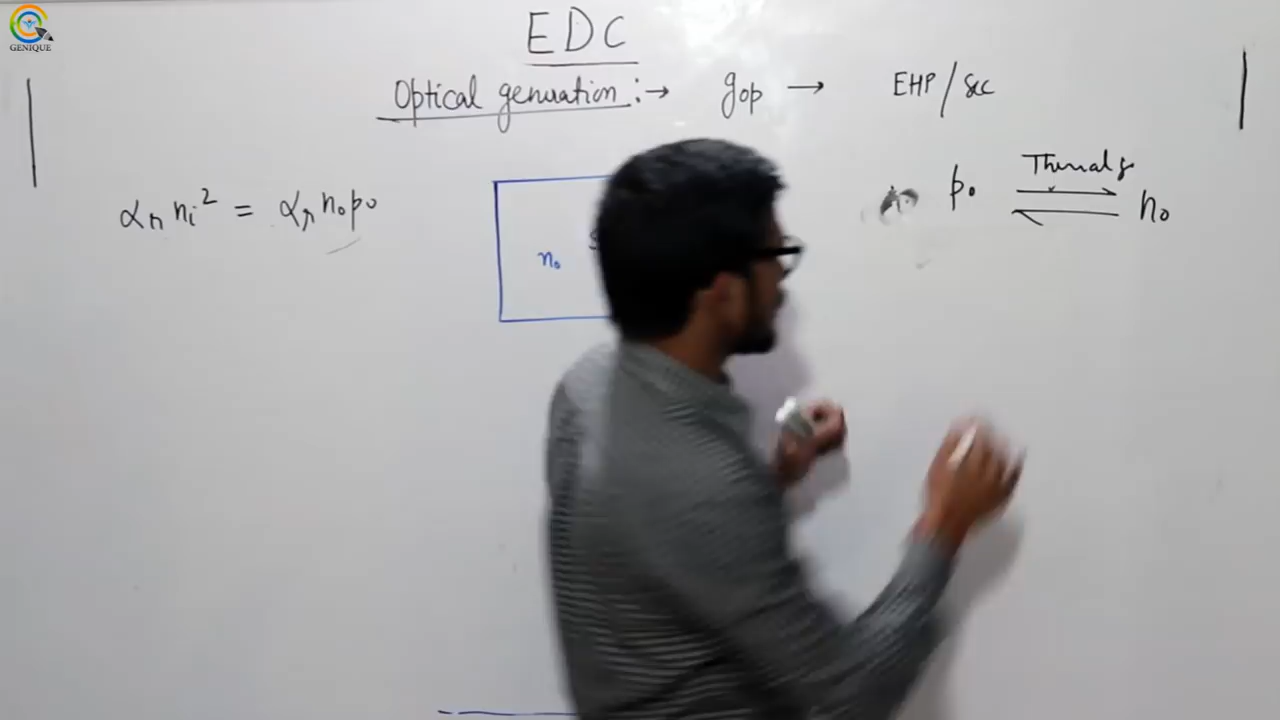 GENIQUE
EDC
Optical generation :→ gop → EHP / sec
αr ni² = αr n₀p₀
n₀
p₀ ⇌ n₀
Thermal g